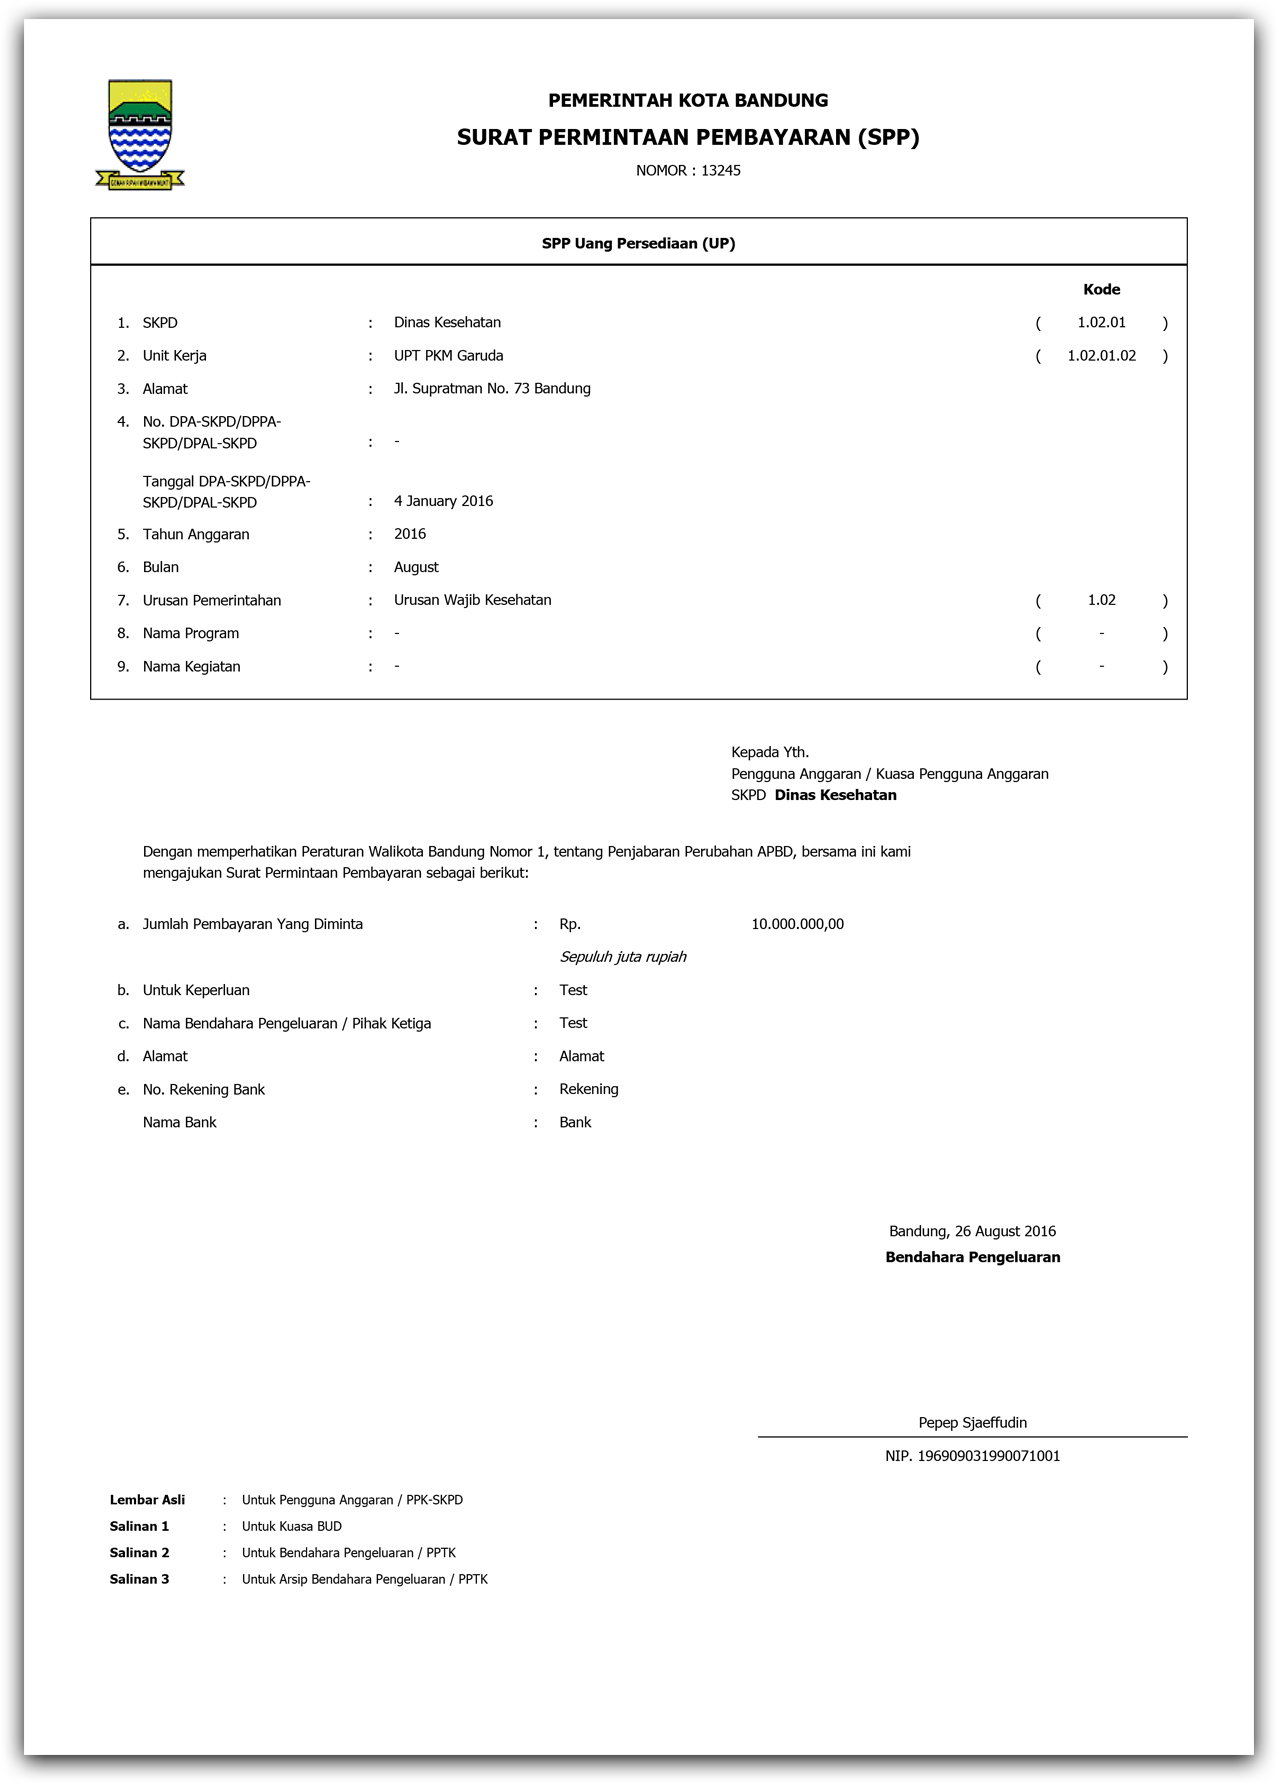 PEMERINTAH KOTA BANDUNG
SURAT PERMINTAAN PEMBAYARAN (SPP)
NOMOR : 13245
SPP Uang Persediaan (UP)
Kode
1. SKPD : Dinas Kesehatan ( 1.02.01 )
2. Unit Kerja : UPT PKM Garuda ( 1.02.01.02 )
3. Alamat : Jl. Supratman No. 73 Bandung
4. No. DPA-SKPD/DPPA-
SKPD/DPAL-SKPD : -
Tanggal DPA-SKPD/DPPA-
SKPD/DPAL-SKPD : 4 January 2016
5. Tahun Anggaran : 2016
6. Bulan : August
7. Urusan Pemerintahan : Urusan Wajib Kesehatan ( 1.02 )
8. Nama Program : - ( - )
9. Nama Kegiatan : - ( - )
Kepada Yth.
Pengguna Anggaran / Kuasa Pengguna Anggaran
SKPD Dinas Kesehatan
Dengan memperhatikan Peraturan Walikota Bandung Nomor 1, tentang Penjabaran Perubahan APBD, bersama ini kami
mengajukan Surat Permintaan Pembayaran sebagai berikut:
a. Jumlah Pembayaran Yang Diminta : Rp. 10.000.000,00
Sepuluh juta rupiah
b. Untuk Keperluan : Test
c. Nama Bendahara Pengeluaran / Pihak Ketiga : Test
d. Alamat : Alamat
e. No. Rekening Bank : Rekening
Nama Bank : Bank
Bandung, 26 August 2016
Bendahara Pengeluaran
Pepep Sjaeffudin
NIP. 196909031990071001
Lembar Asli : Untuk Pengguna Anggaran / PPK-SKPD
Salinan 1 : Untuk Kuasa BUD
Salinan 2 : Untuk Bendahara Pengeluaran / PPTK
Salinan 3 : Untuk Arsip Bendahara Pengeluaran / PPTK